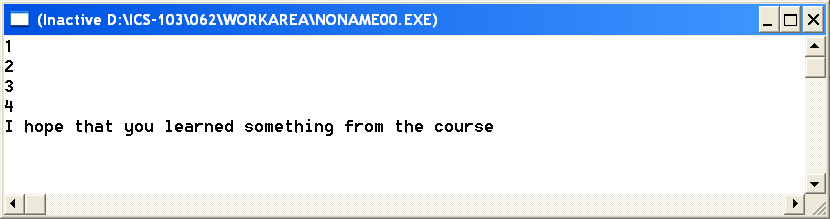 (Inactive D:\ICS-103\062\WORKAREA\NONAME00.EXE)
1
2
3
4
I hope that you learned something from the course